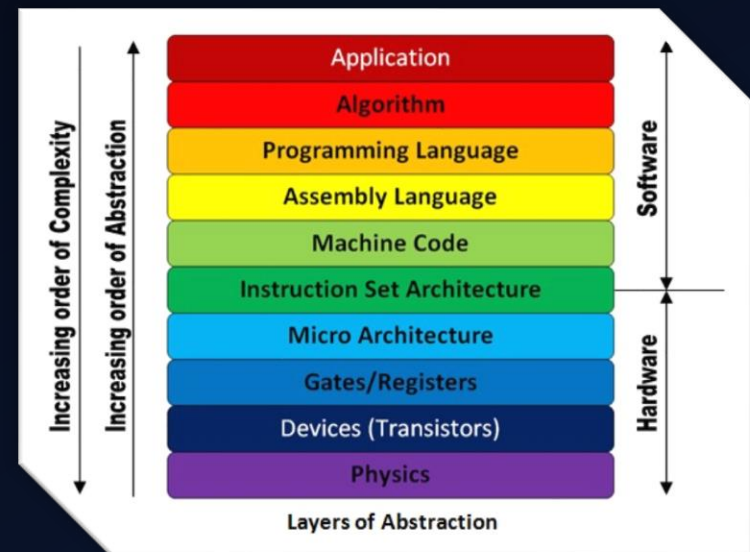 Increasing order of Complexity
Increasing order of Abstraction
Application
Algorithm
Programming Language
Assembly Language
Machine Code
Instruction Set Architecture
Micro Architecture
Gates/Registers
Devices (Transistors)
Physics
Software
Hardware
Layers of Abstraction